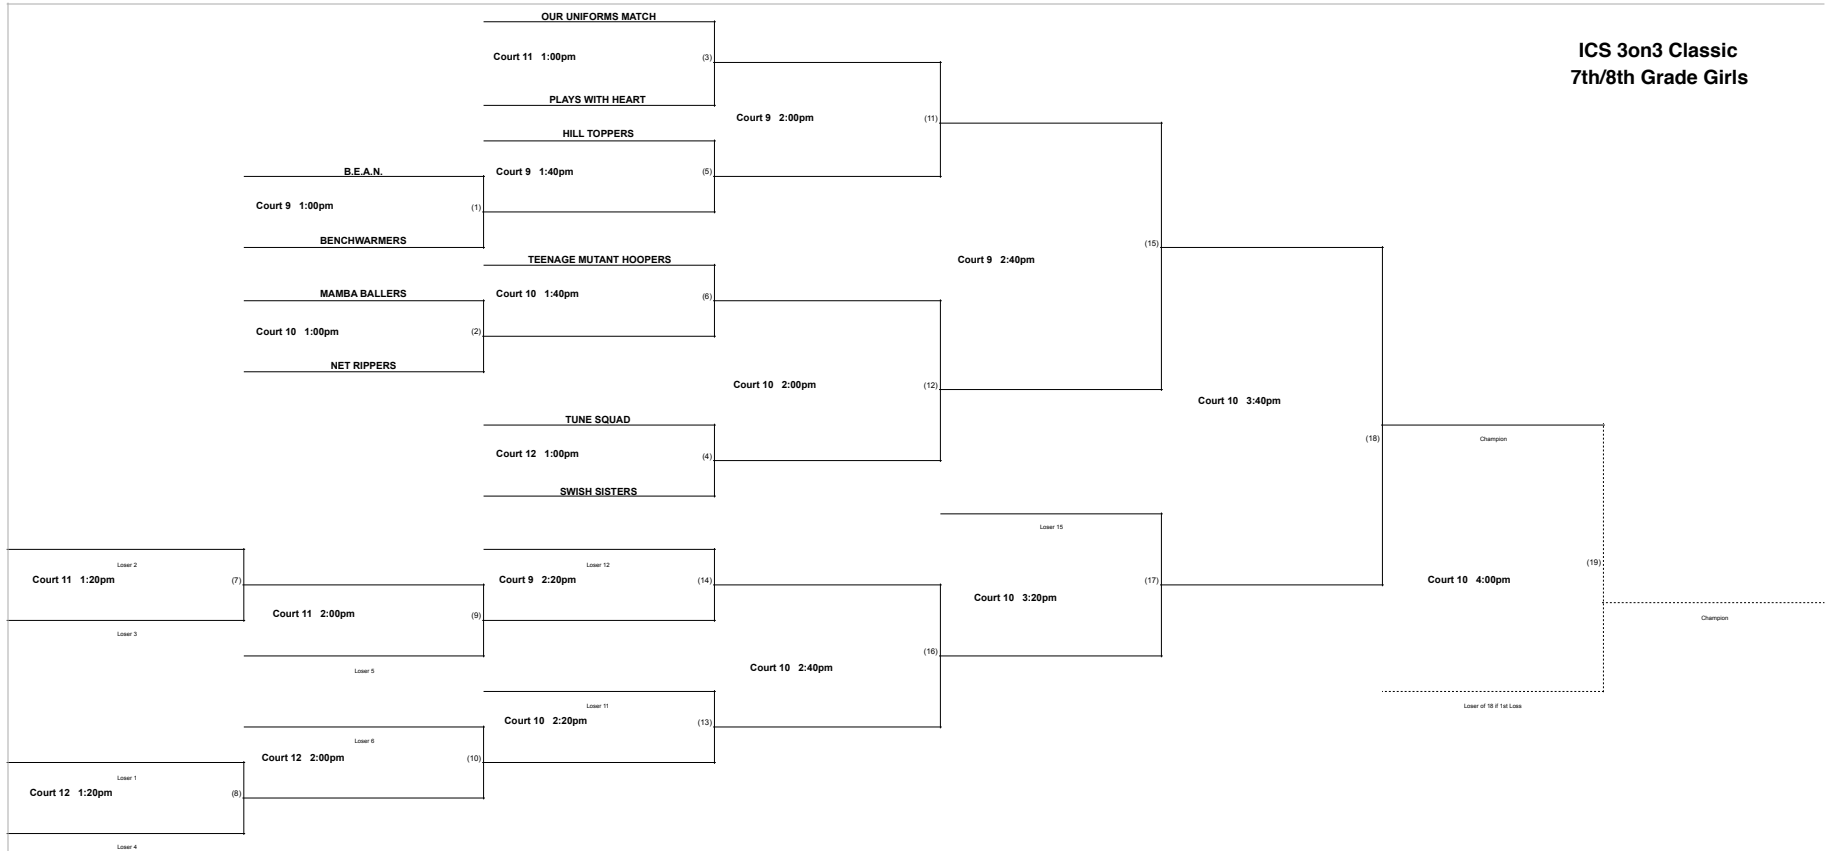 OUR UNIFORMS MATCH
ICS 3on3 Classic
7th/8th Grade Girls
Court 11 1:00pm
(3)
PLAYS WITH HEART
Court 9 2:00pm
(11)
HILL TOPPERS
B.E.A.N.
Court 9 1:40pm
(5)
Court 9 1:00pm
(1)
BENCHWARMERS
(15)
TEENAGE MUTANT HOOPERS
Court 9 2:40pm
MAMBA BALLERS
Court 10 1:40pm
(6)
Court 10 1:00pm
(2)
NET RIPPERS
Court 10 2:00pm
(12)
Court 10 3:40pm
TUNE SQUAD
(18)
Champion
Court 12 1:00pm
(4)
SWISH SISTERS
Loser 15
Loser 2
Loser 12
(19)
Court 11 1:20pm
(7)
Court 9 2:20pm
(14)
(17)
Court 10 4:00pm
Court 10 3:20pm
Court 11 2:00pm
(9)
Champion
Loser 3
(16)
Court 10 2:40pm
Loser 5
Loser 11
Loser of 18 if 1st Loss
Court 10 2:20pm
(13)
Loser 6
Court 12 2:00pm
(10)
Loser 1
Court 12 1:20pm
(8)
Loser 4